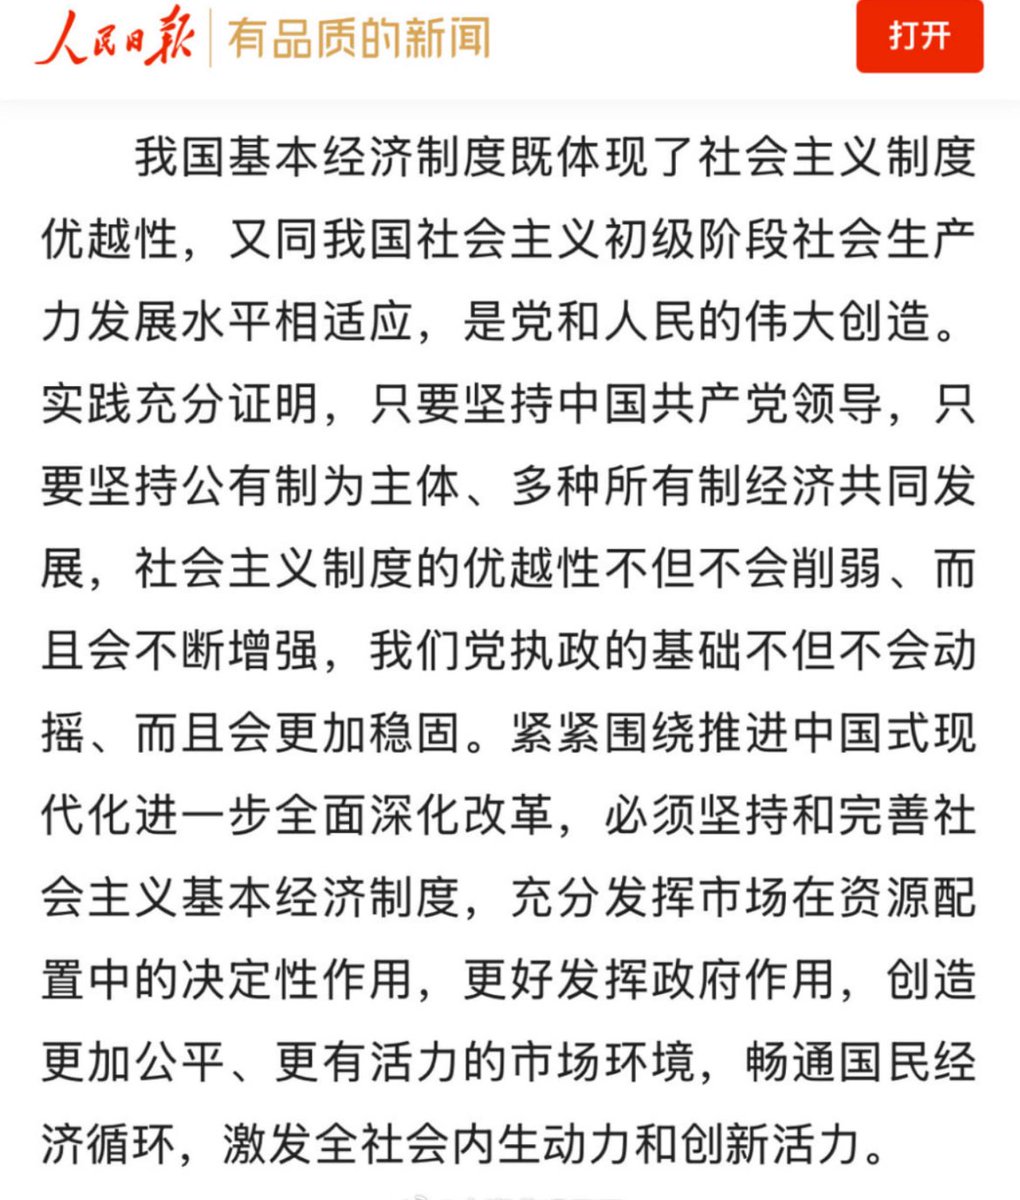 人民日报 有品质的新闻 打开
我国基本经济制度既体现了社会主义制度
优越性，又同我国社会主义初级阶段社会生产
力发展水平相适应，是党和人民的伟大创造。
实践充分证明，只要坚持中国共产党领导，只
要坚持公有制为主体、多种所有制经济共同发
展，社会主义制度的优越性不但不会削弱、而
且会不断增强，我们党执政的基础不但不会动
摇、而且会更加稳固。紧紧围绕推进中国式现
代化进一步全面深化改革，必须坚持和完善社
会主义基本经济制度，充分发挥市场在资源配
置中的决定性作用，更好发挥政府作用，创造
更加公平、更有活力的市场环境，畅通国民经
济循环，激发全社会内生动力和创新活力。